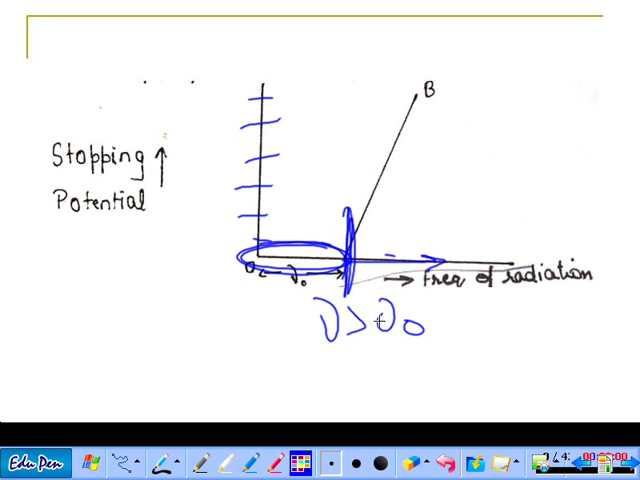 B
Stopping
Potential
O
ν₀
Freq of radiation
ν > ν₀
Edu Pen